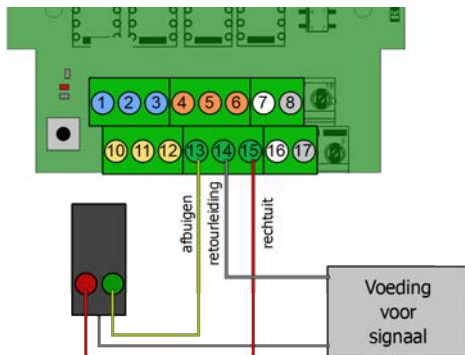 1 2 3 4 5 6 7 8
10 11 12 13 14 15 16 17
afbuigen
retourleiding
rechtuit
Voeding
voor
signaal